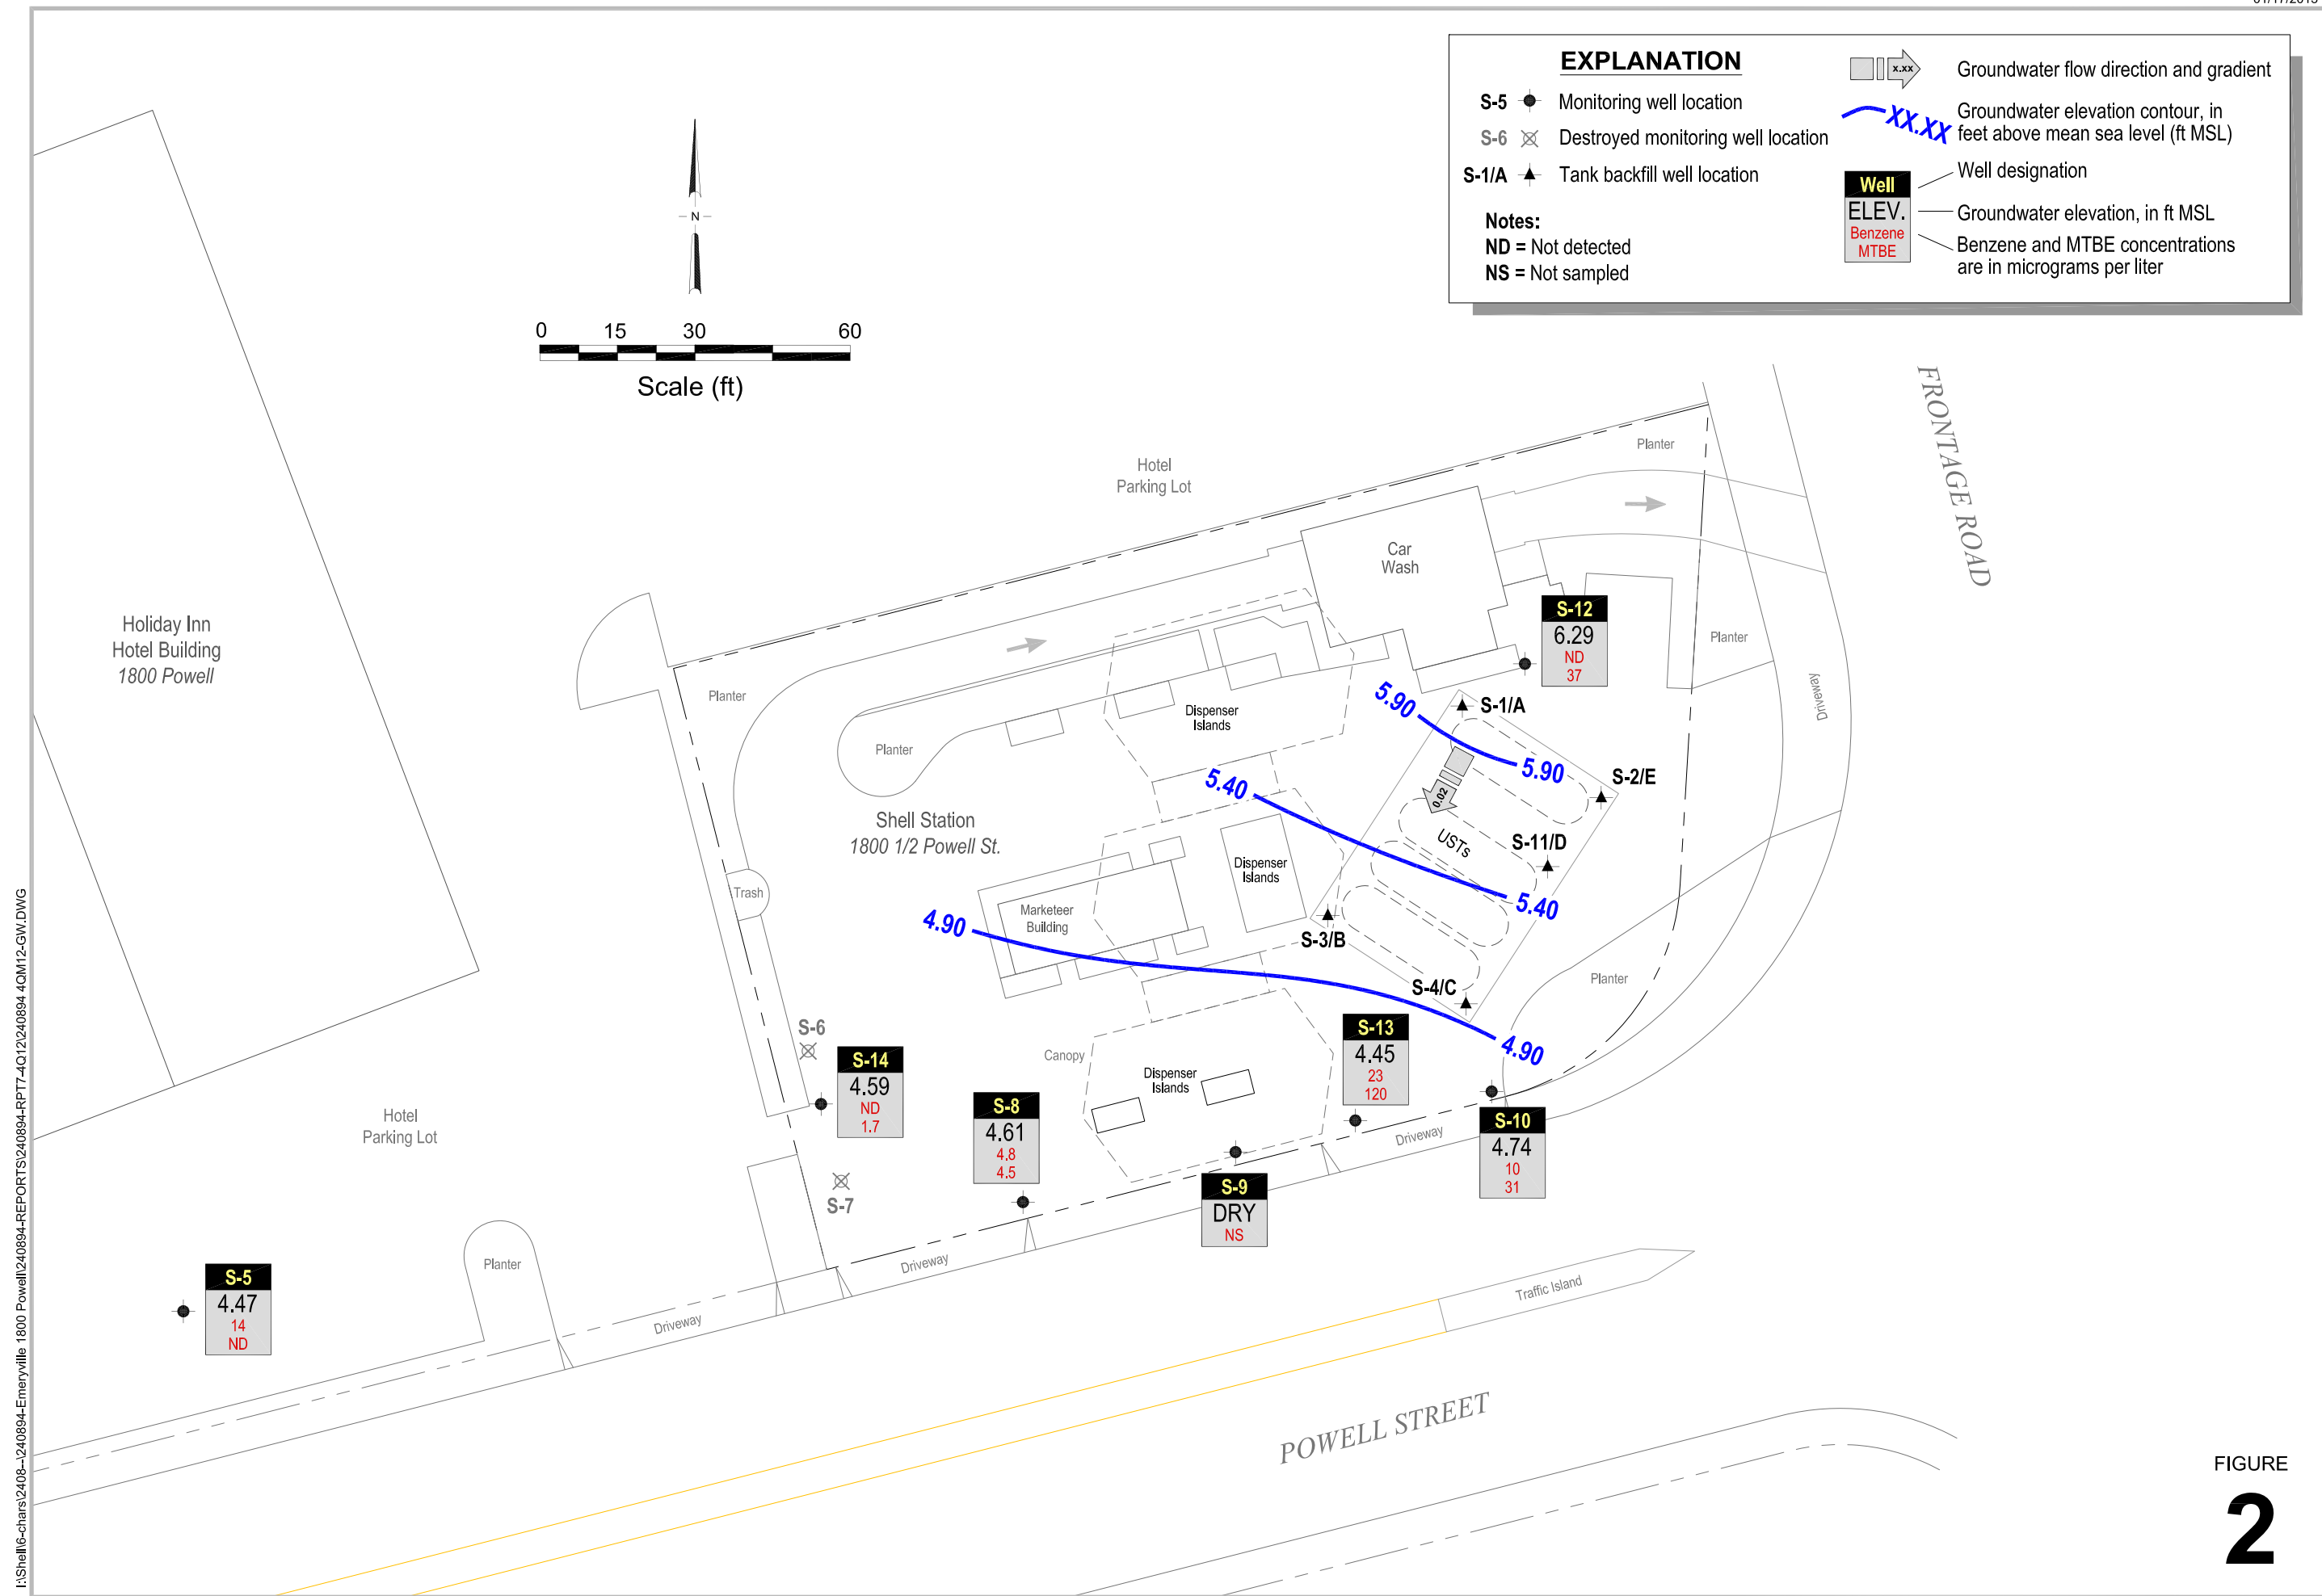 EXPLANATION
S-5 Monitoring well location
S-6 Destroyed monitoring well location
S-1/A Tank backfill well location
Notes:
ND = Not detected
NS = Not sampled
x.xx
Groundwater flow direction and gradient
XX.XX
Groundwater elevation contour, in
feet above mean sea level (ft MSL)
Well
ELEV.
Benzene
MTBE
Well designation
Groundwater elevation, in ft MSL
Benzene and MTBE concentrations
are in micrograms per liter
N
0 15 30 60
Scale (ft)
FRONTAGE ROAD
Planter
Hotel
Parking Lot
Car
Wash
Holiday Inn
Hotel Building
1800 Powell
S-12
6.29
ND
37
Planter
Driveway
Planter
5.90
S-1/A
Dispenser
Islands
Planter
5.90
S-2/E
5.40
0.02
Shell Station
1800 1/2 Powell St.
USTs
S-11/D
Dispenser
Islands
Trash
Marketeer
Building
4.90
5.40
S-3/B
Planter
S-4/C
S-6
S-14
4.59
ND
1.7
Canopy
Dispenser
Islands
S-13
4.45
23
120
4.90
S-8
4.61
4.8
4.5
Hotel
Parking Lot
S-10
4.74
10
31
Driveway
S-7
S-9
DRY
NS
S-5
4.47
14
ND
Planter
Driveway
Driveway
Traffic Island
POWELL STREET
FIGURE
2
I:\Shell\6-chars\2408--\240894-Emeryville 1800 Powell\240894-REPORTS\240894-RPT7-4Q12\240894 4QM12-GW.DWG